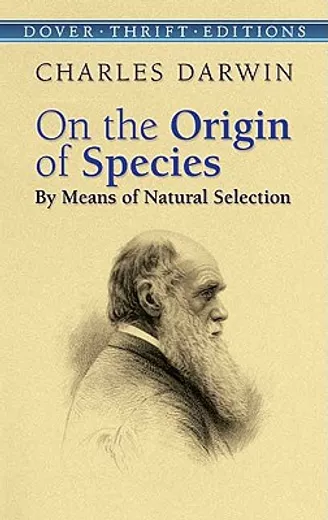 DOVER · THRIFT · EDITIONS
CHARLES DARWIN
On the Origin
of Species
By Means of Natural Selection